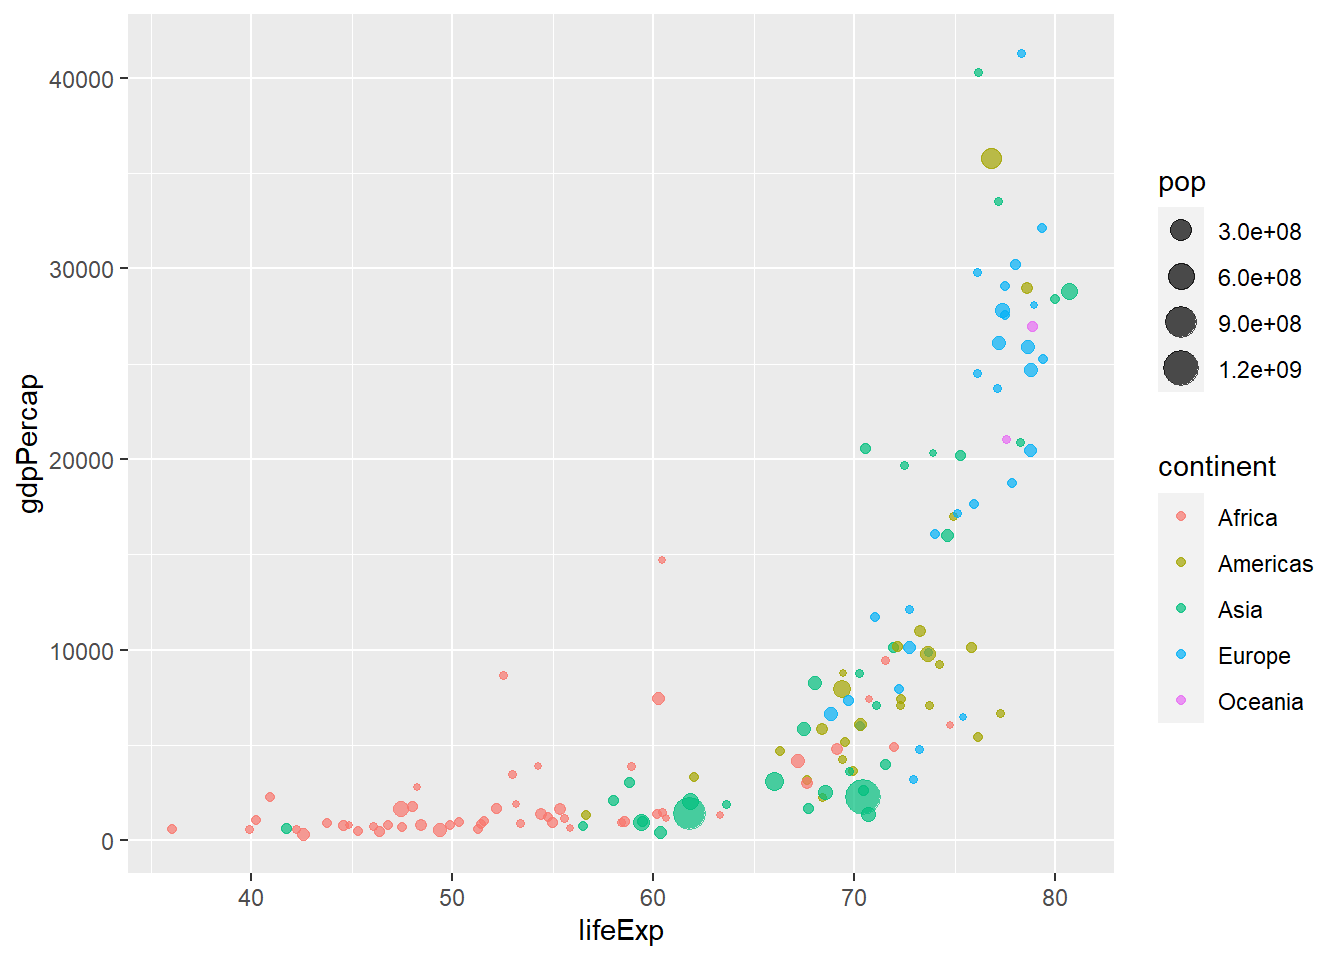 40000
30000
20000
10000
0
gdpPercap
40 50 60 70 80
lifeExp
pop
3.0e+08
6.0e+08
9.0e+08
1.2e+09
continent
Africa
Americas
Asia
Europe
Oceania